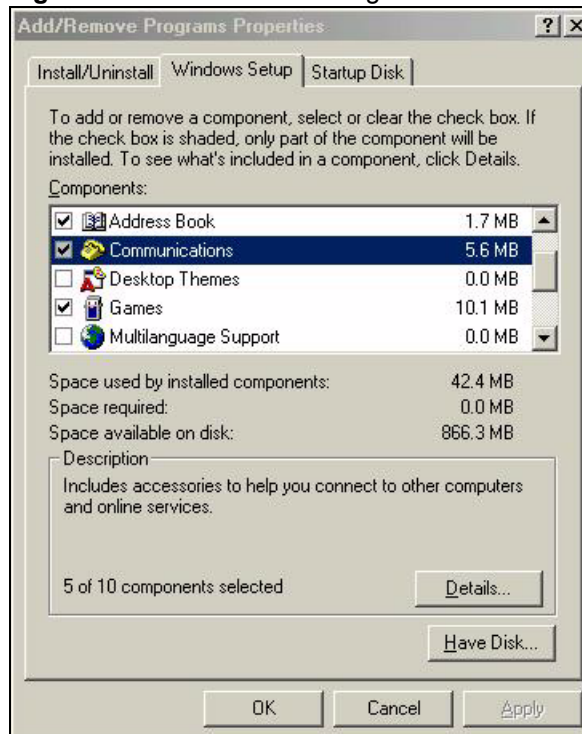 Add/Remove Programs Properties
Install/Uninstall Windows Setup Startup Disk
To add or remove a component, select or clear the check box. If
the check box is shaded, only part of the component will be
installed. To see what's included in a component, click Details.
Components:
Address Book 1.7 MB
Communications 5.6 MB
Desktop Themes 0.0 MB
Games 10.1 MB
Multilanguage Support 0.0 MB
Space used by installed components: 42.4 MB
Space required: 0.0 MB
Space available on disk: 866.3 MB
Description
Includes accessories to help you connect to other computers
and online services.
5 of 10 components selected Details...
Have Disk...
OK Cancel Apply